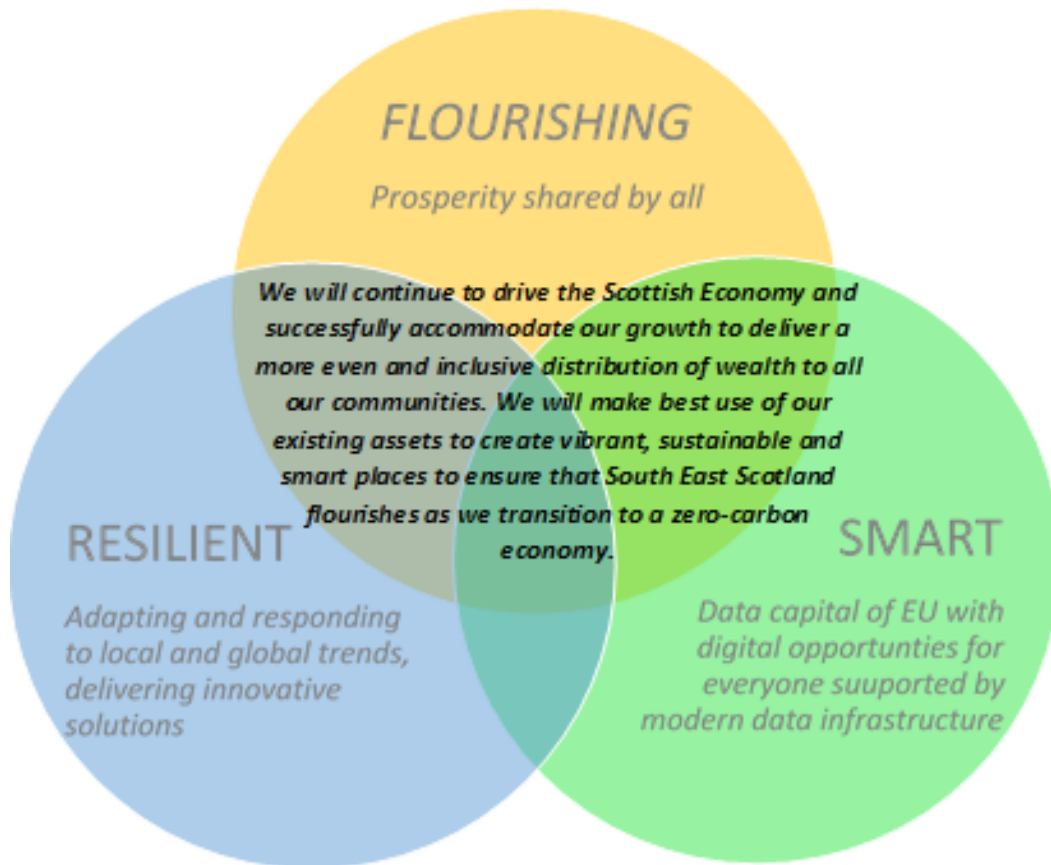 FLOURISHING
Prosperity shared by all
We will continue to drive the Scottish Economy and
successfully accommodate our growth to deliver a
more even and inclusive distribution of wealth to all
our communities. We will make best use of our
existing assets to create vibrant, sustainable and
smart places to ensure that South East Scotland
flourishes as we transition to a zero-carbon
economy.
RESILIENT
Adapting and responding
to local and global trends,
delivering innovative
solutions
SMART
Data capital of EU with
digital opportunties for
everyone suuported by
modern data infrastructure